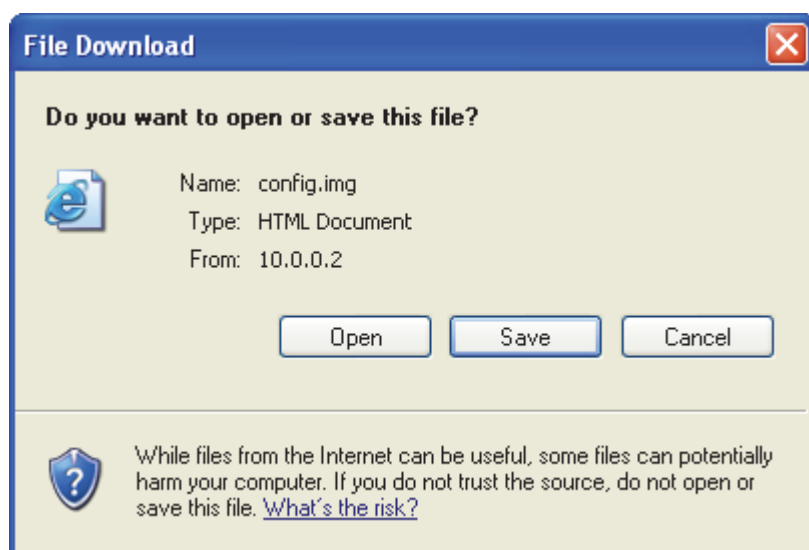 File Download
Do you want to open or save this file?
Name: config.img
Type: HTML Document
From: 10.0.0.2
Open Save Cancel
While files from the Internet can be useful, some files can potentially
harm your computer. If you do not trust the source, do not open or
save this file. What's the risk?